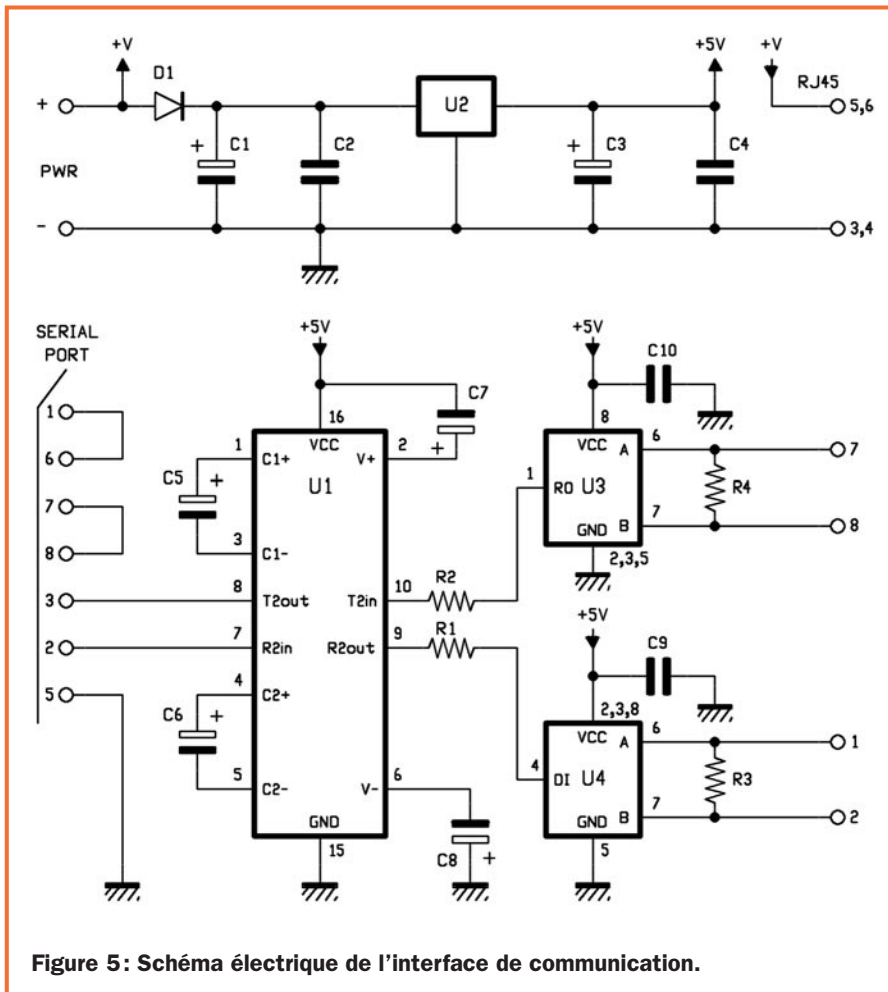 +V +5V +V
D1 U2 RJ45
+ C1 C2 + C3 C4 5,6
+
PWR
- 3,4
SERIAL
PORT
+5V +5V
C7 C10
1 16 8
6 1 C1+ VCC V+ 2 + VCC A 6 7
C5 + U1 1 RO U3 R4
7 3 C1- GND B 7 8
8 2,3,5
3 8 T2out T2in 10 R2
2 7 R2in R2out 9 R1 +5V
5 4 C2+ C9
C6 + 2,3,8
VCC A 6 1
5 C2- V- 6 4 DI U4 R3
GND GND B 7 2
15 C8 + 5
Figure 5: Schéma électrique de l'interface de communication.